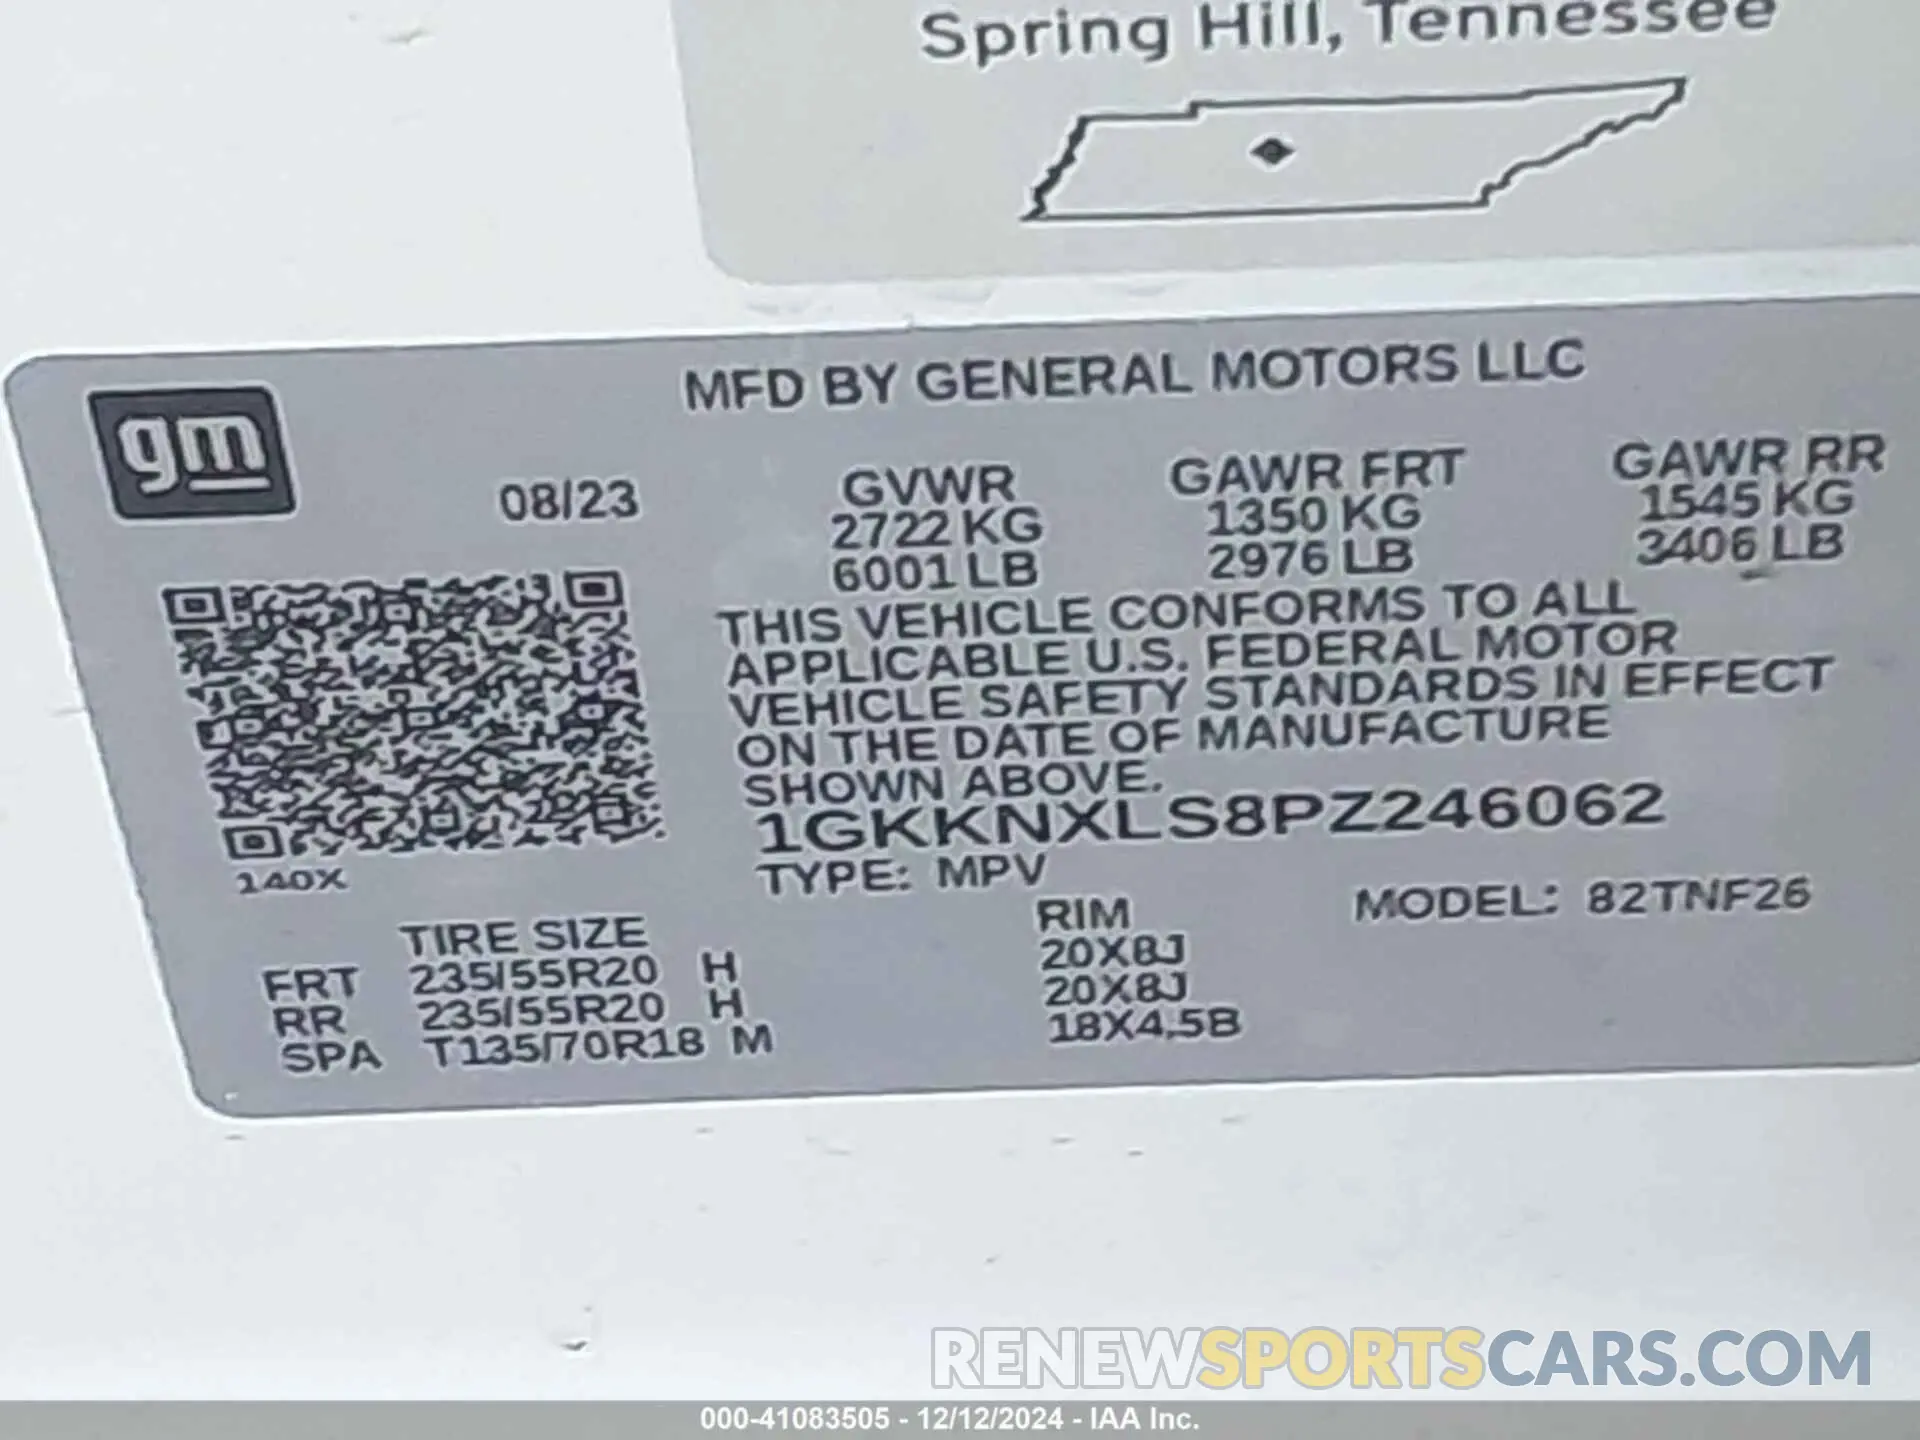 Spring Hill, Tennessee
MFD BY GENERAL MOTORS LLC
gm
08/23
GVWR GAWR FRT GAWR RR
2722 KG 1350 KG 1545 KG
6001 LB 2976 LB 3406 LB
THIS VEHICLE CONFORMS TO ALL
APPLICABLE U.S. FEDERAL MOTOR
VEHICLE SAFETY STANDARDS IN EFFECT
ON THE DATE OF MANUFACTURE
SHOWN ABOVE.
1GKKNXLS8PZ246062
140X
TYPE: MPV MODEL: 82TNF26
TIRE SIZE RIM
FRT 235/55R20 H 20X8J
RR 235/55R20 H 20X8J
SPA T135/70R18 M 18X4.5B
RENEWSPORTSCARS.COM
000-41083505 - 12/12/2024 - IAA Inc.